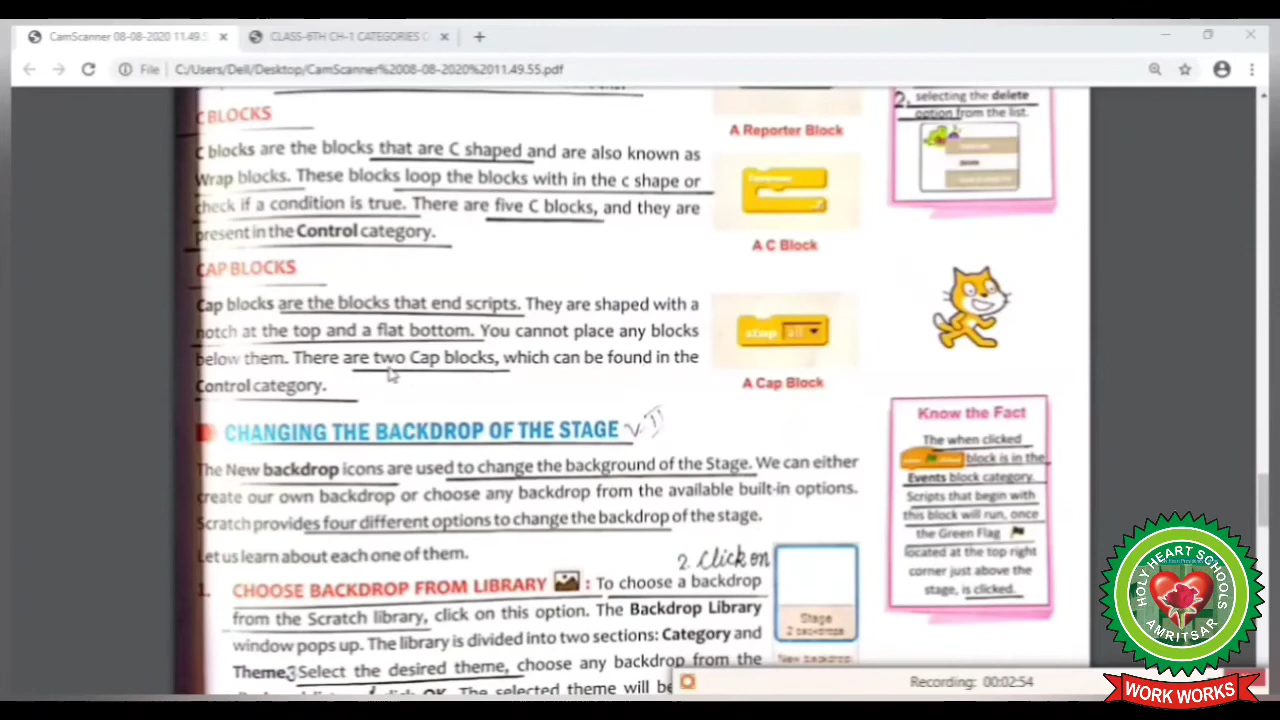 CamScanner 08-08-2020 11.49.5
CLASS-6TH CH-1 CATEGORIES
File
C:/Users/Dell/Desktop/CamScanner%2008-08-2020%2011.49.55.pdf
C BLOCKS
C blocks are the blocks that are C shaped and are also known as
Wrap blocks. These blocks loop the blocks with in the c shape or
check if a condition is true. There are five C blocks, and they are
present in the Control category.
CAP BLOCKS
Cap blocks are the blocks that end scripts. They are shaped with a
notch at the top and a flat bottom. You cannot place any blocks
below them. There are two Cap blocks, which can be found in the
Control category.
CHANGING THE BACKDROP OF THE STAGE
The New backdrop icons are used to change the background of the Stage. We can either
create our own backdrop or choose any backdrop from the available built-in options.
Scratch provides four different options to change the backdrop of the stage.
Let us learn about each one of them.
2. Click on
1. CHOOSE BACKDROP FROM LIBRARY : To choose a backdrop
from the Scratch library, click on this option. The Backdrop Library
window pops up. The library is divided into two sections: Category and
Theme. 3 Select the desired theme, choose any backdrop from the
click OK. The selected theme will be
A Reporter Block
A C Block
stop all
A Cap Block
Stage
2 backdrops
New backdrop
2. selecting the delete
option from the list.
Know the Fact
The when clicked
block is in the
Events block category.
Scripts that begin with
this block will run, once
the Green Flag
located at the top right
corner just above the
stage, is clicked.
Recording: 00:02:54
HOLY HEART SCHOOLS
AMRITSAR
WORK WORKS